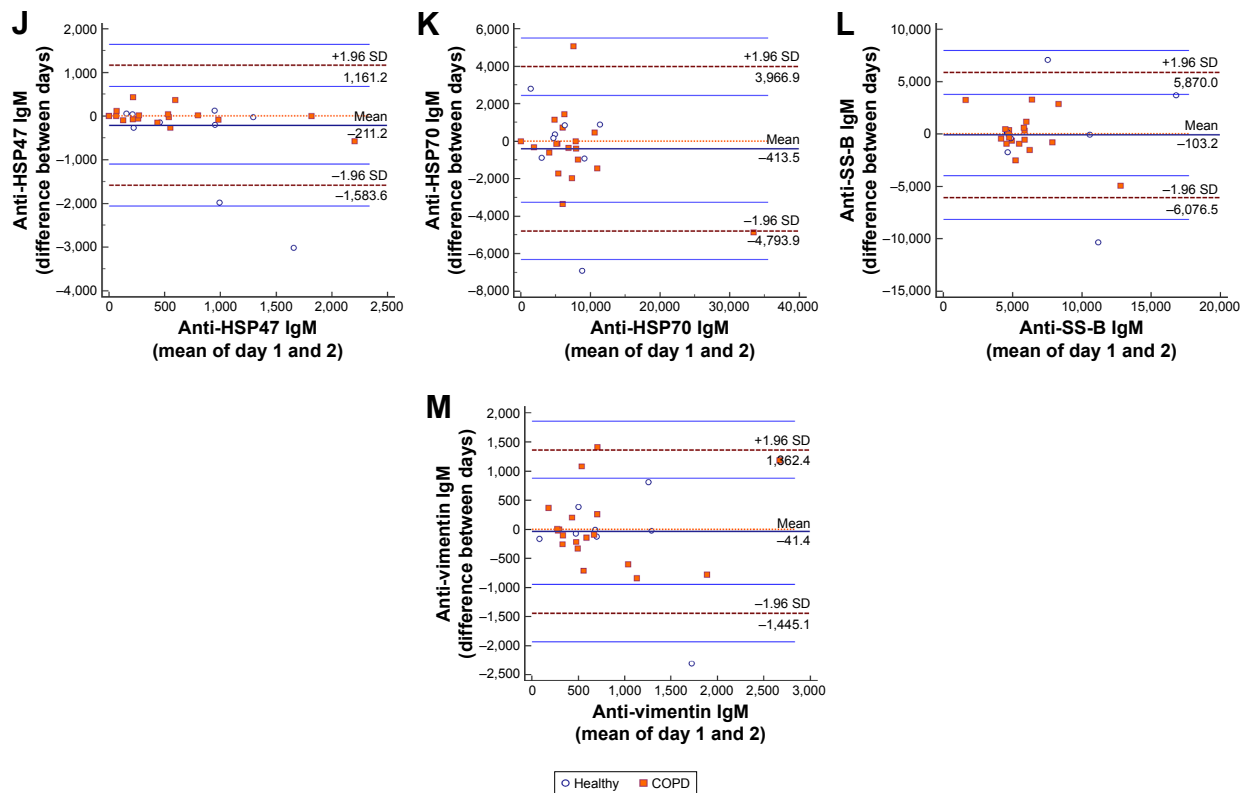 J
Anti-HSP47 IgM
(difference between days)
2,000
1,000
0
–1,000
–2,000
–3,000
–4,000
+1.96 SD
1,161.2
Mean
–211.2
–1.96 SD
–1,583.6
0
500
1,000
1,500
2,000
2,500
Anti-HSP47 IgM
(mean of day 1 and 2)
K
Anti-HSP70 IgM
(difference between days)
6,000
4,000
2,000
0
–2,000
–4,000
–6,000
–8,000
+1.96 SD
3,966.9
Mean
–413.5
–1.96 SD
–4,793.9
0
10,000
20,000
30,000
40,000
Anti-HSP70 IgM
(mean of day 1 and 2)
L
Anti-SS-B IgM
(difference between days)
10,000
5,000
0
–5,000
–10,000
–15,000
+1.96 SD
5,870.0
Mean
–103.2
–1.96 SD
–6,076.5
0
5,000
10,000
15,000
20,000
Anti-SS-B IgM
(mean of day 1 and 2)
M
Anti-vimentin IgM
(difference between days)
2,000
1,500
1,000
500
0
–500
–1,000
–1,500
–2,000
–2,500
+1.96 SD
1,362.4
Mean
–41.4
–1.96 SD
–1,445.1
0
500
1,000
1,500
2,000
2,500
3,000
Anti-vimentin IgM
(mean of day 1 and 2)
Healthy
COPD